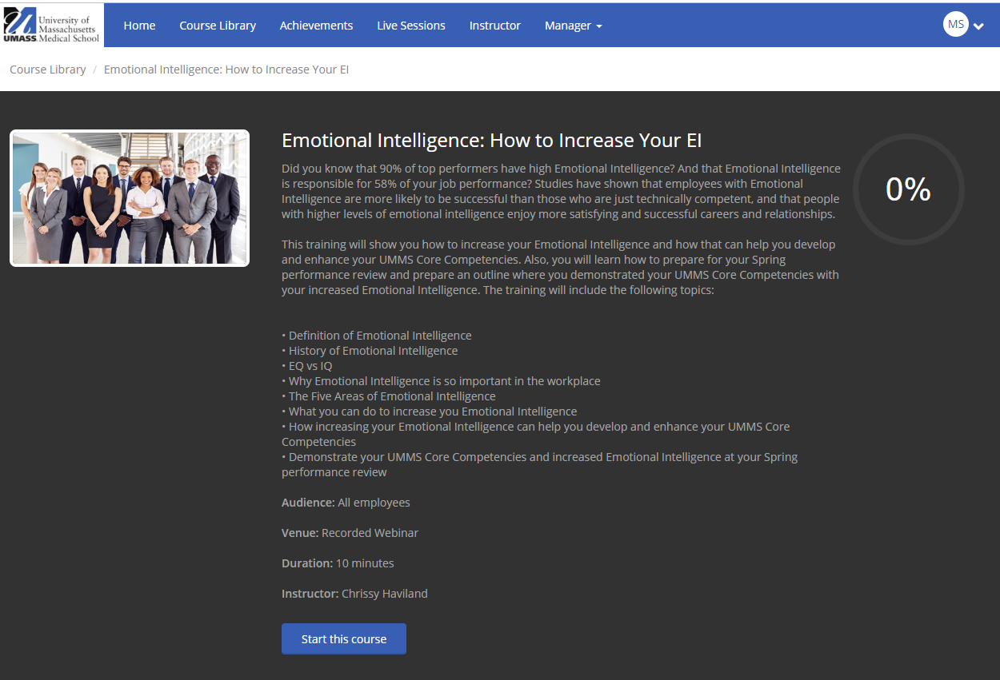 University of
Massachusetts
UMASS Medical School
Home Course Library Achievements Live Sessions Instructor Manager MS
Course Library / Emotional Intelligence: How to Increase Your EI
Emotional Intelligence: How to Increase Your EI
Did you know that 90% of top performers have high Emotional Intelligence? And that Emotional Intelligence
is responsible for 58% of your job performance? Studies have shown that employees with Emotional
Intelligence are more likely to be successful than those who are just technically competent, and that people
with higher levels of emotional intelligence enjoy more satisfying and successful careers and relationships.
0%
This training will show you how to increase your Emotional Intelligence and how that can help you develop
and enhance your UMMS Core Competencies. Also, you will learn how to prepare for your Spring
performance review and prepare an outline where you demonstrated your UMMS Core Competencies with
your increased Emotional Intelligence. The training will include the following topics:
• Definition of Emotional Intelligence
• History of Emotional Intelligence
• EQ vs IQ
• Why Emotional Intelligence is so important in the workplace
• The Five Areas of Emotional Intelligence
• What you can do to increase you Emotional Intelligence
• How increasing your Emotional Intelligence can help you develop and enhance your UMMS Core
Competencies
• Demonstrate your UMMS Core Competencies and increased Emotional Intelligence at your Spring
performance review
Audience: All employees
Venue: Recorded Webinar
Duration: 10 minutes
Instructor: Chrissy Haviland
Start this course